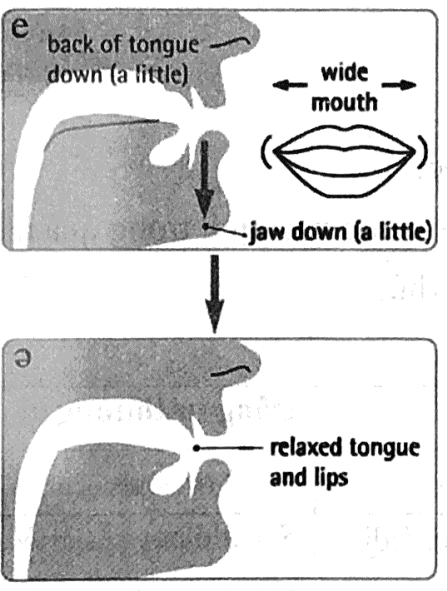 e
back of tongue
down (a little)
wide
mouth
jaw down (a little)
ə
relaxed tongue
and lips